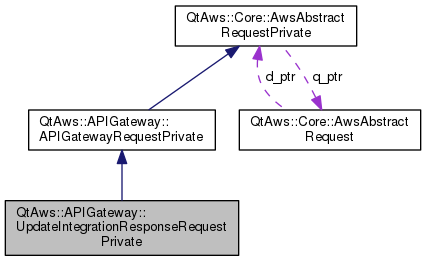 QtAws::Core::AwsAbstract
RequestPrivate
d_ptr
q_ptr
QtAws::APIGateway::
APIGatewayRequestPrivate
QtAws::Core::AwsAbstract
Request
QtAws::APIGateway::
UpdateIntegrationResponseRequest
Private